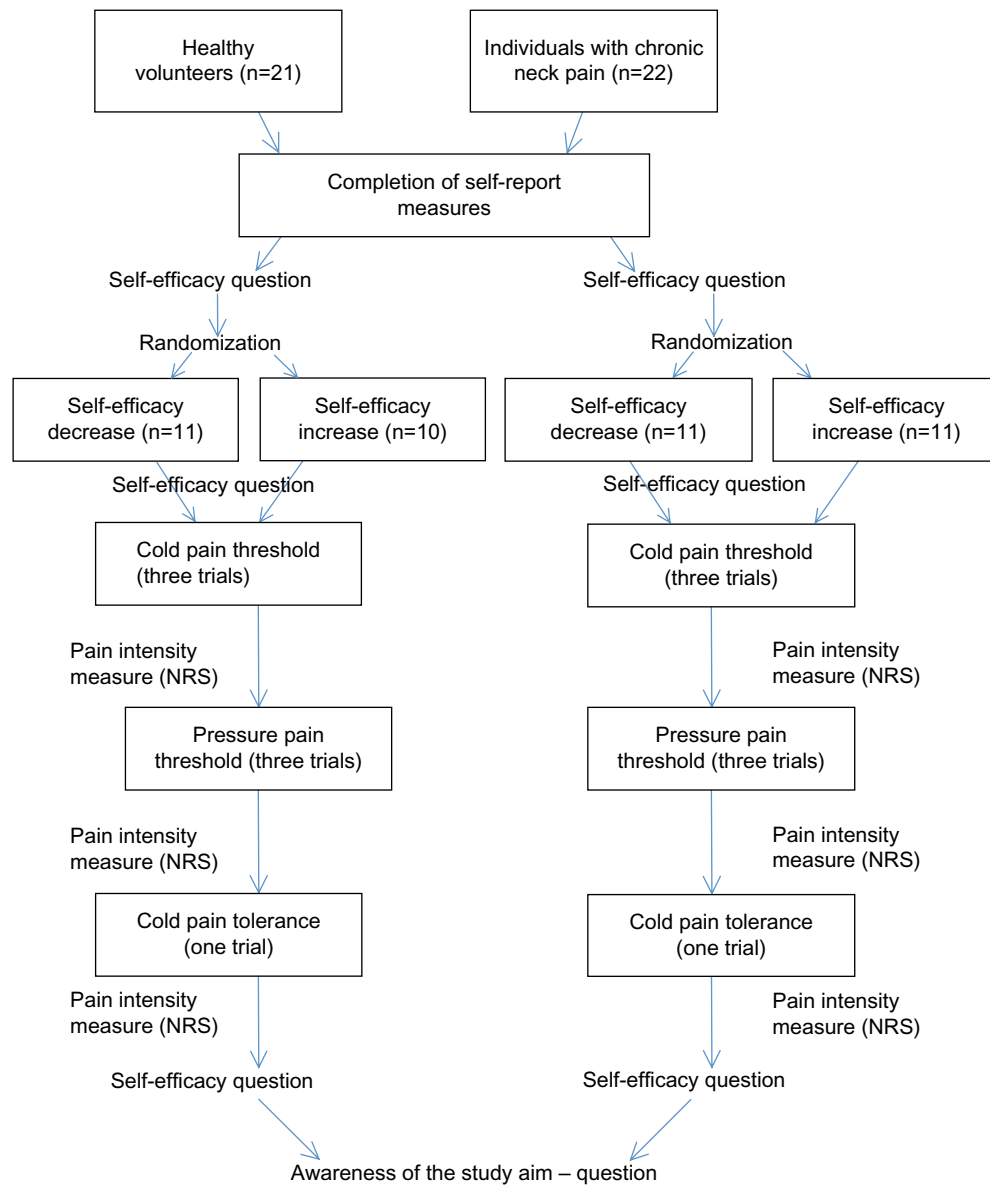 Healthy
volunteers (n=21)
Individuals with chronic
neck pain (n=22)
Completion of self-report
measures
Self-efficacy question
Self-efficacy question
Randomization
Randomization
Self-efficacy
decrease (n=11)
Self-efficacy
increase (n=10)
Self-efficacy
decrease (n=11)
Self-efficacy
increase (n=11)
Self-efficacy question
Self-efficacy question
Cold pain threshold
(three trials)
Cold pain threshold
(three trials)
Pain intensity
measure (NRS)
Pain intensity
measure (NRS)
Pressure pain
threshold (three trials)
Pressure pain
threshold (three trials)
Pain intensity
measure (NRS)
Pain intensity
measure (NRS)
Cold pain tolerance
(one trial)
Cold pain tolerance
(one trial)
Pain intensity
measure (NRS)
Pain intensity
measure (NRS)
Self-efficacy question
Self-efficacy question
Awareness of the study aim – question